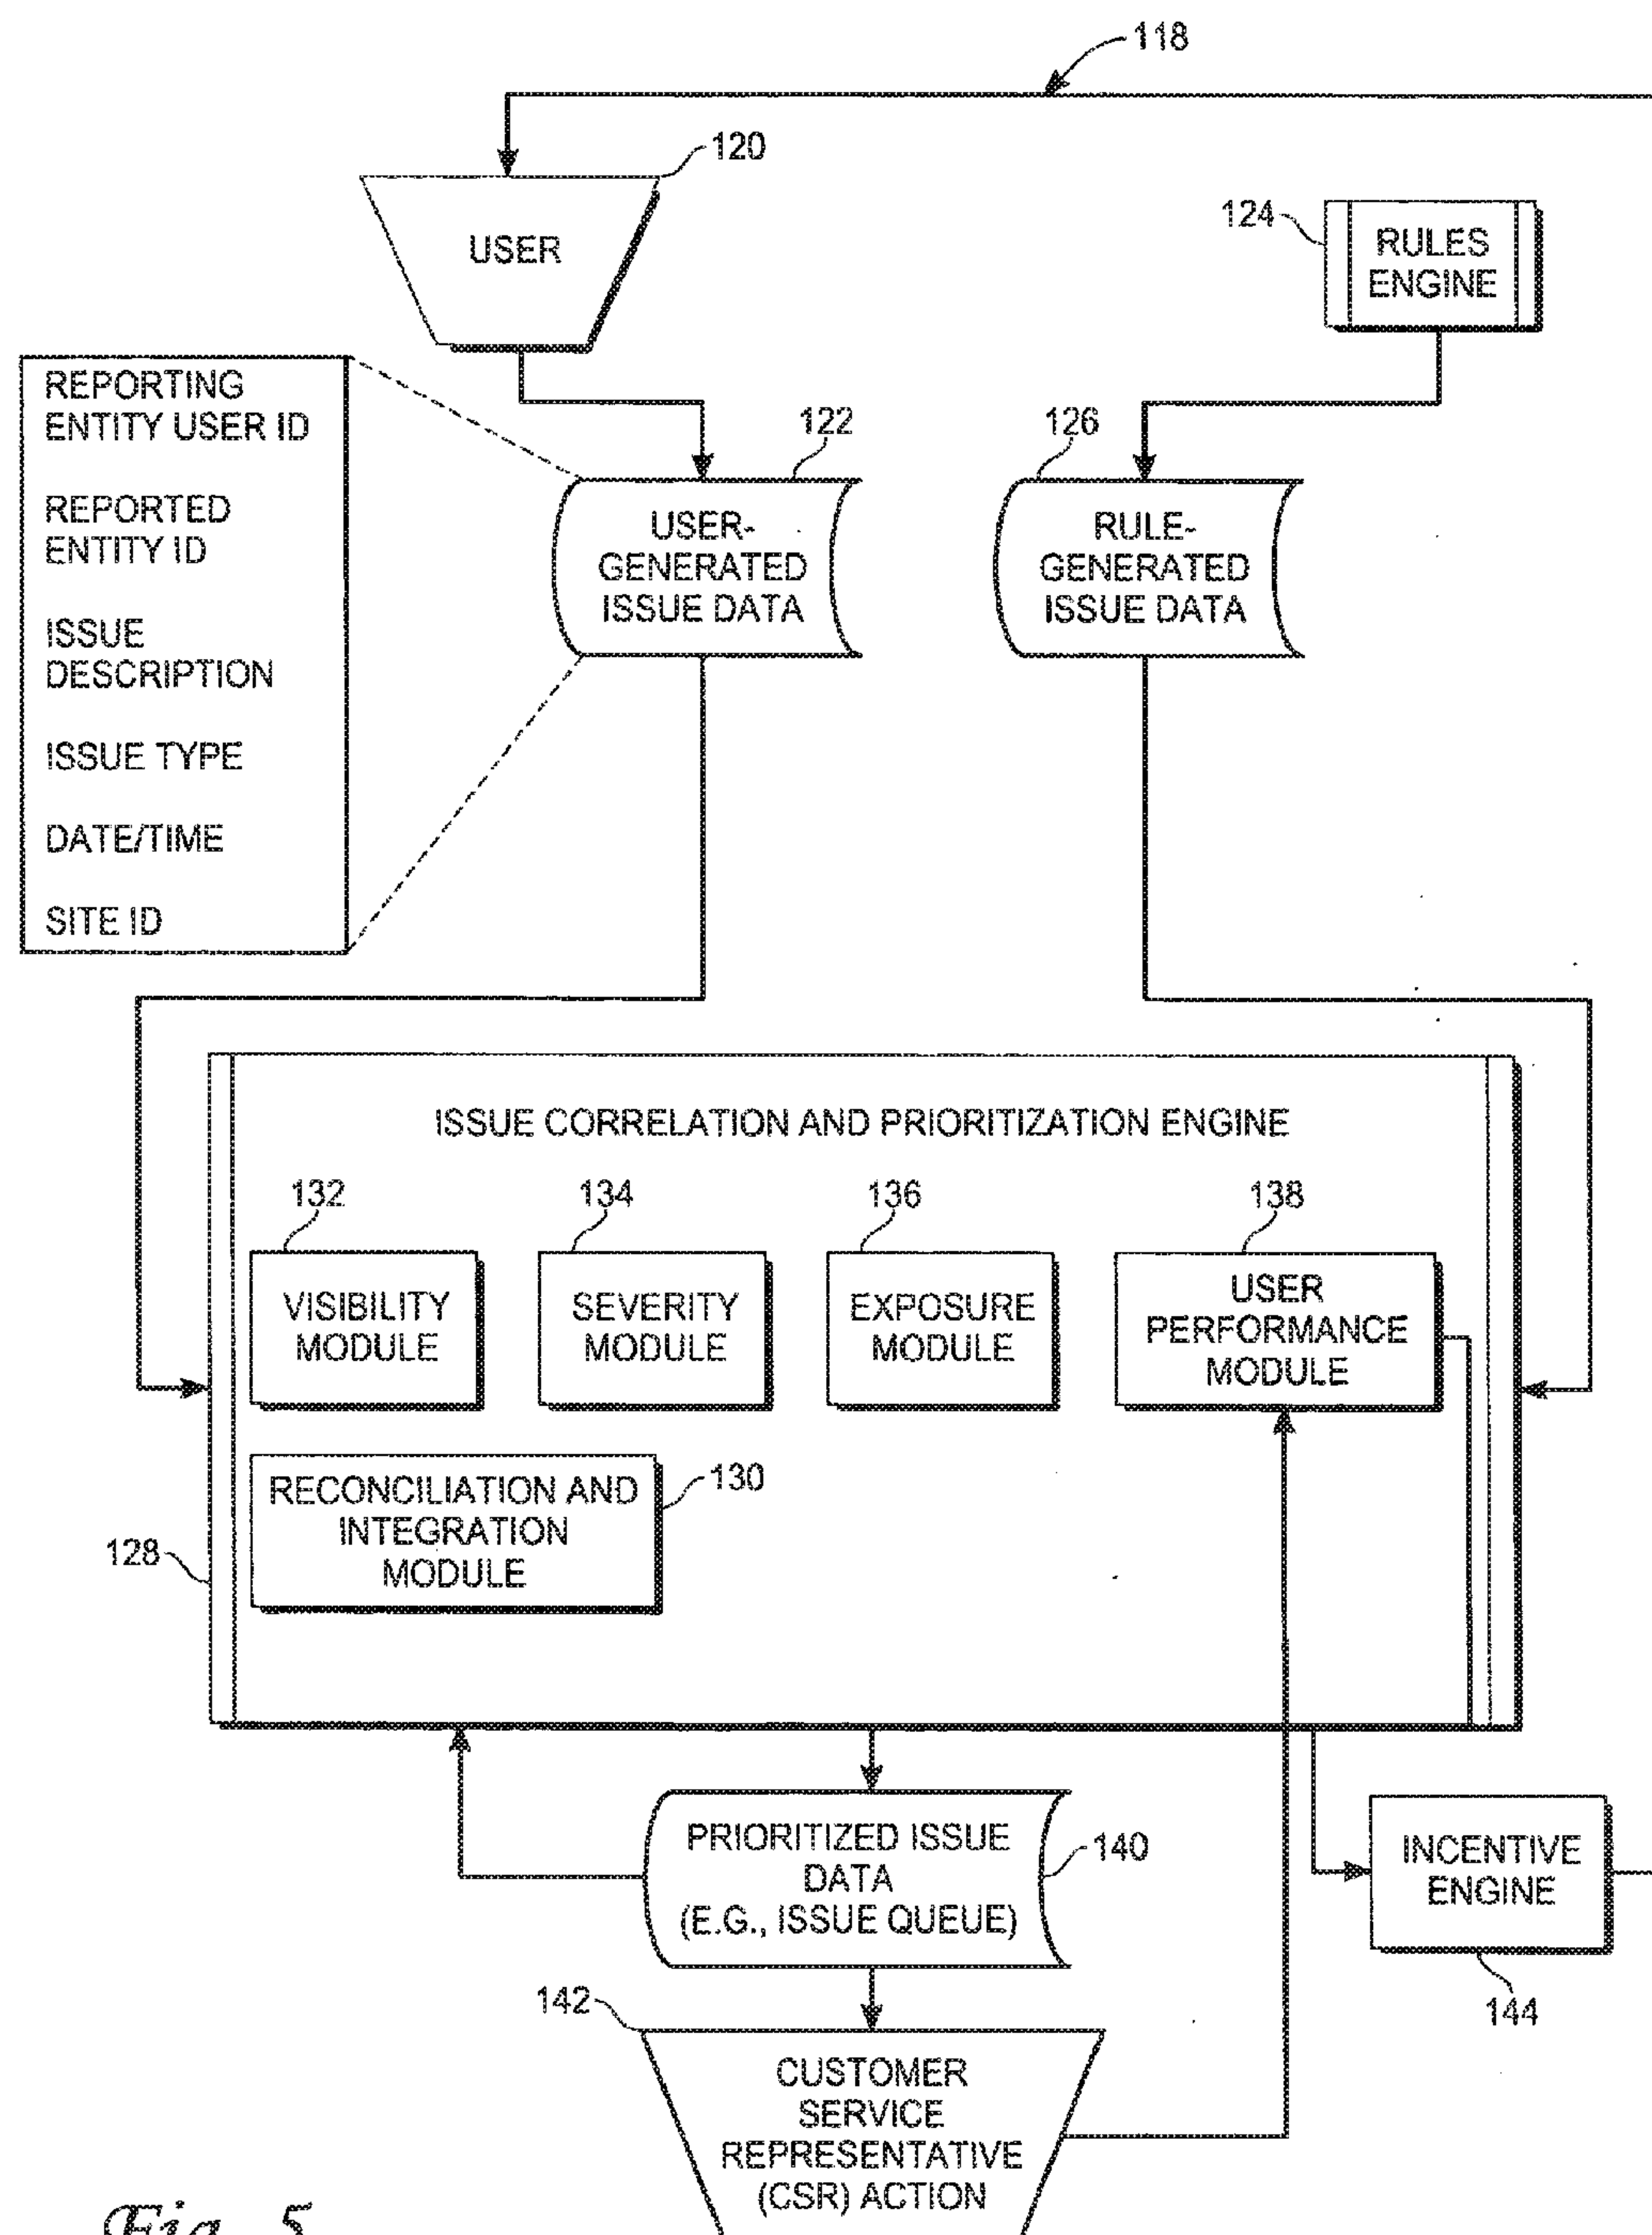 118
120
USER
124
RULES
ENGINE
REPORTING
ENTITY USER ID
REPORTED
ENTITY ID
ISSUE
DESCRIPTION
ISSUE TYPE
DATE/TIME
SITE ID
122
USER-
GENERATED
ISSUE DATA
126
RULE-
GENERATED
ISSUE DATA
ISSUE CORRELATION AND PRIORITIZATION ENGINE
132
VISIBILITY
MODULE
134
SEVERITY
MODULE
136
EXPOSURE
MODULE
138
USER
PERFORMANCE
MODULE
RECONCILIATION AND
INTEGRATION
MODULE
130
128
PRIORITIZED ISSUE
DATA
(E.G., ISSUE QUEUE)
140
INCENTIVE
ENGINE
144
142
CUSTOMER
SERVICE
REPRESENTATIVE
(CSR) ACTION
Fig. 5